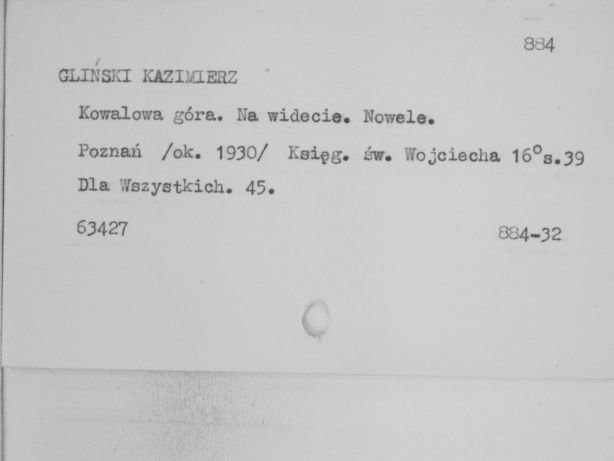 884
GLIŃSKI KAZIMIERZ
Kowalowa góra. Na widecie. Nowele.
Poznań /ok. 1930/ Księg. św. Wojciecha 16° s.39
Dla Wszystkich. 45.
63427 884-32